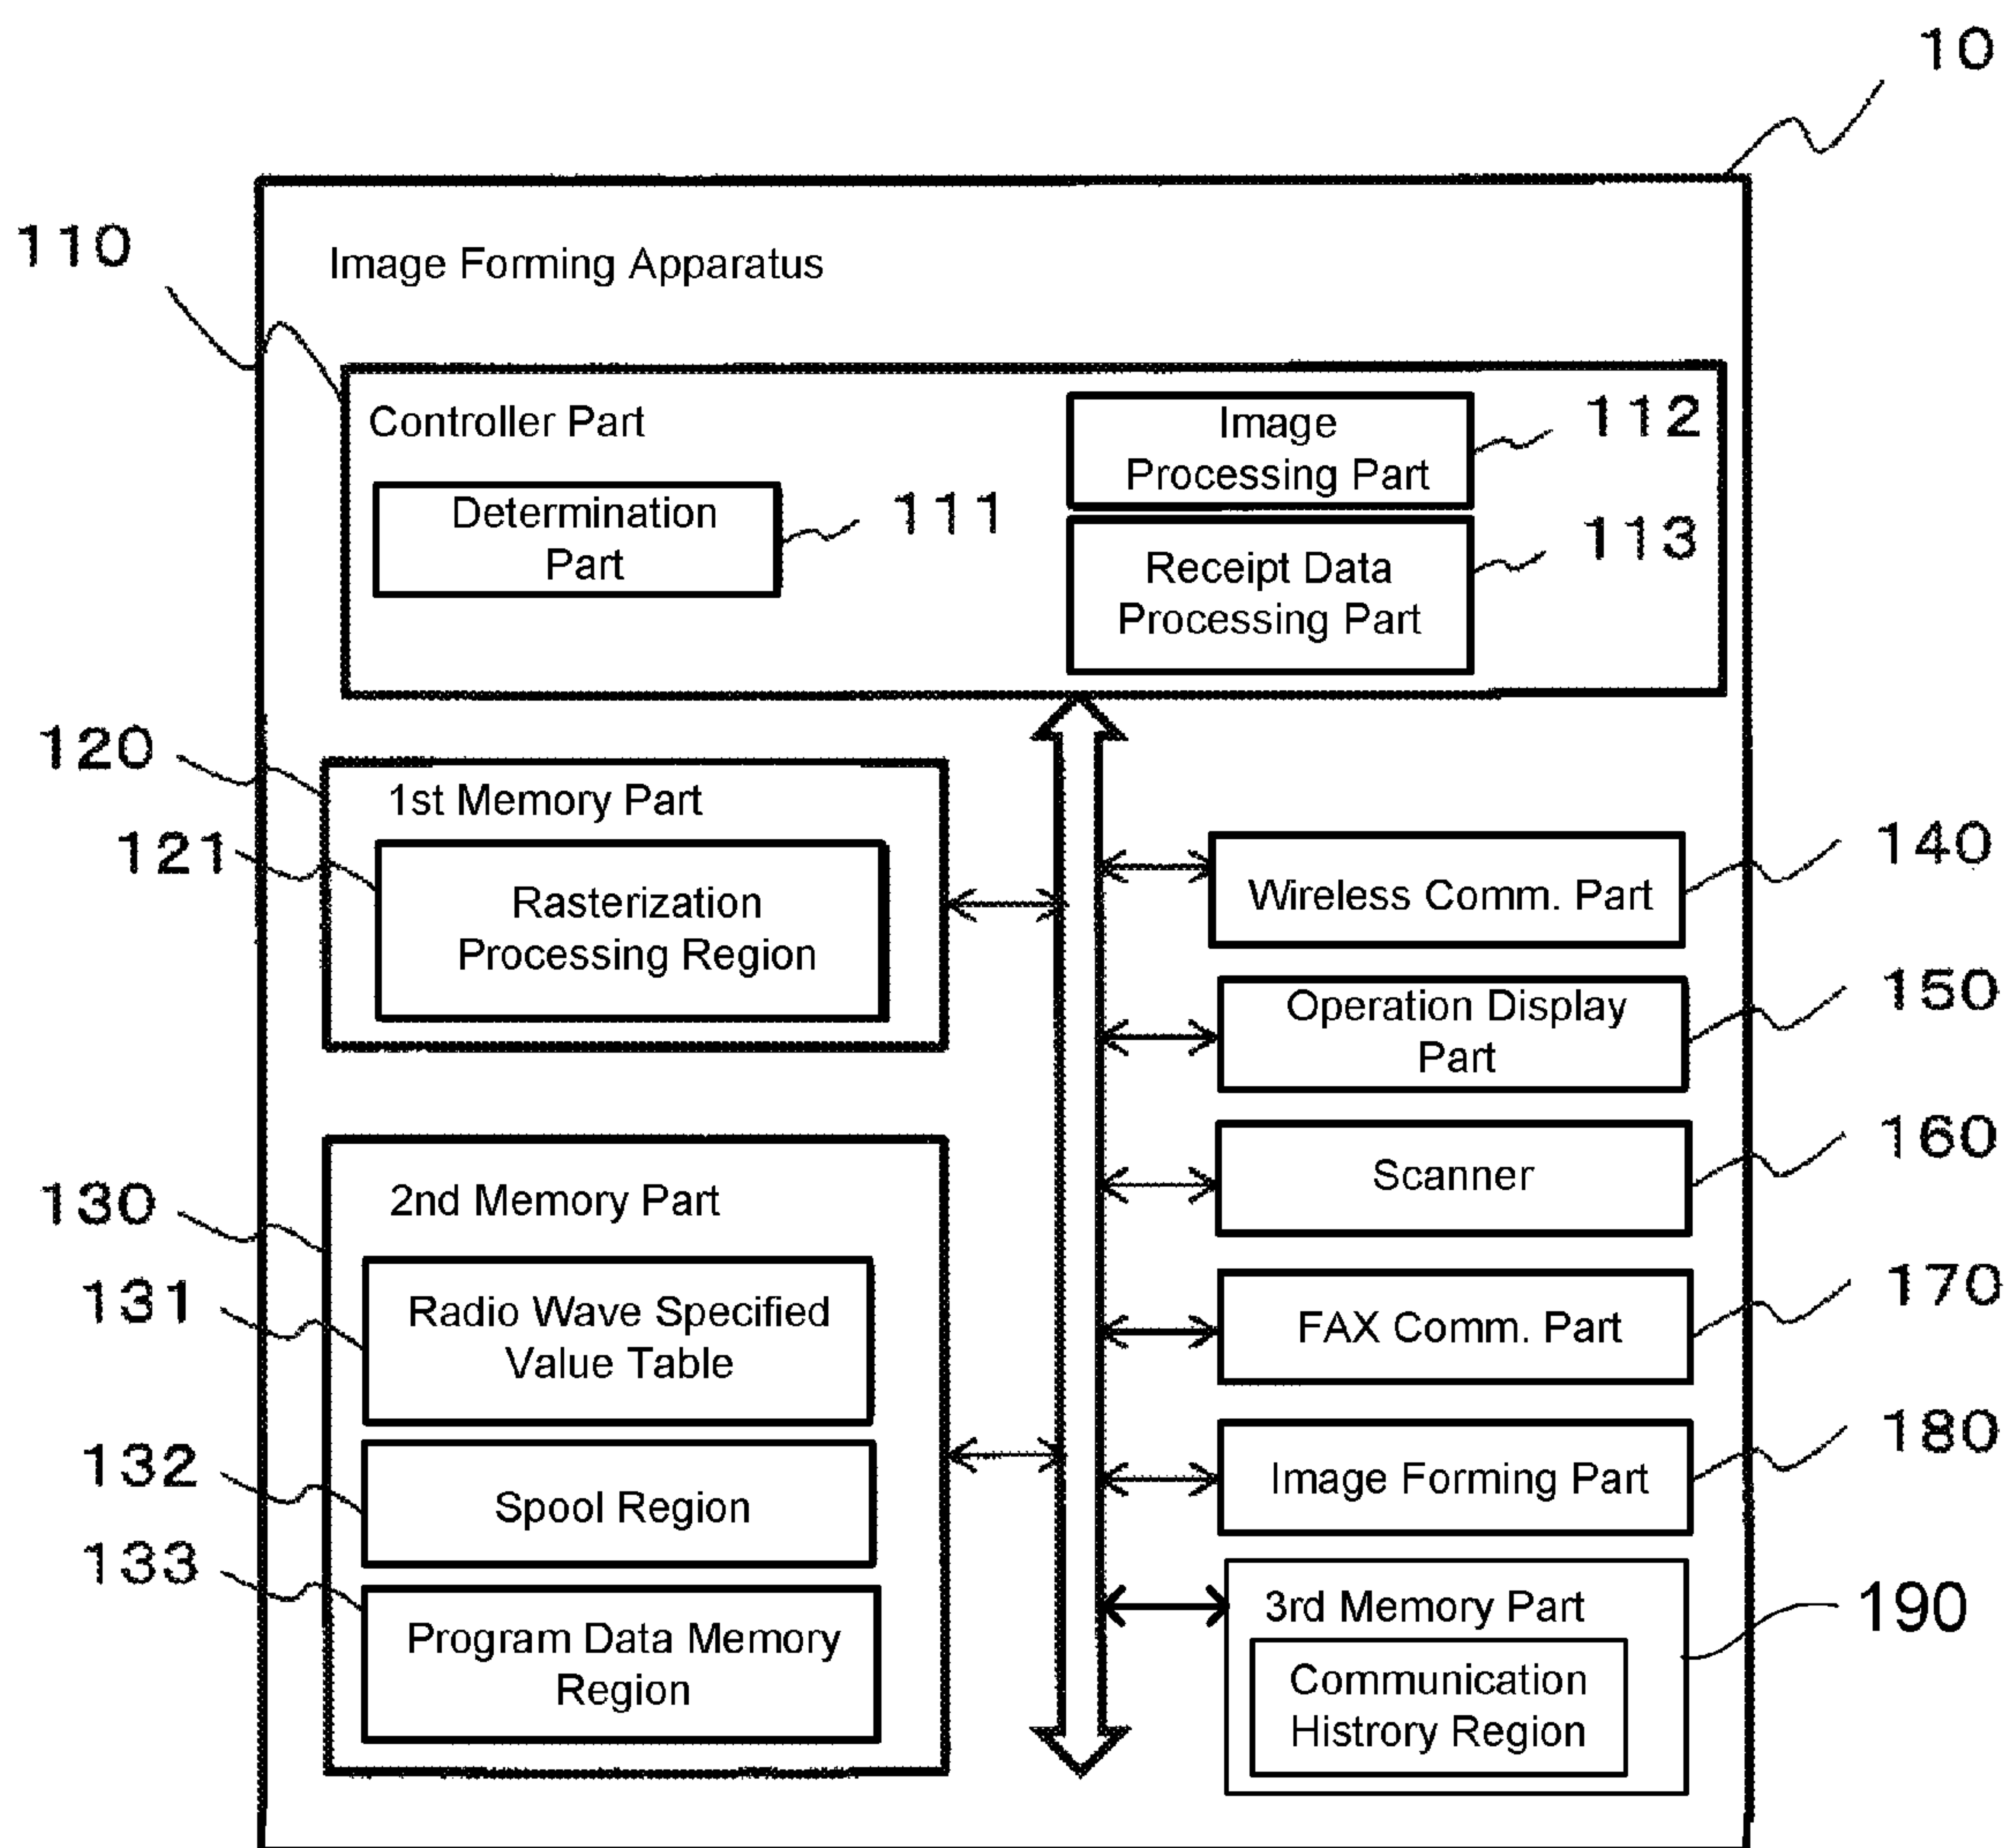 10
110
Image Forming Apparatus
Controller Part
Determination
Part
111
Image
Processing Part
112
Receipt Data
Processing Part
113
120
1st Memory Part
121
Rasterization
Processing Region
130
2nd Memory Part
131
Radio Wave Specified
Value Table
132
Spool Region
133
Program Data Memory
Region
Wireless Comm. Part
140
Operation Display
Part
150
Scanner
160
FAX Comm. Part
170
Image Forming Part
180
3rd Memory Part
190
Communication
Histrory Region